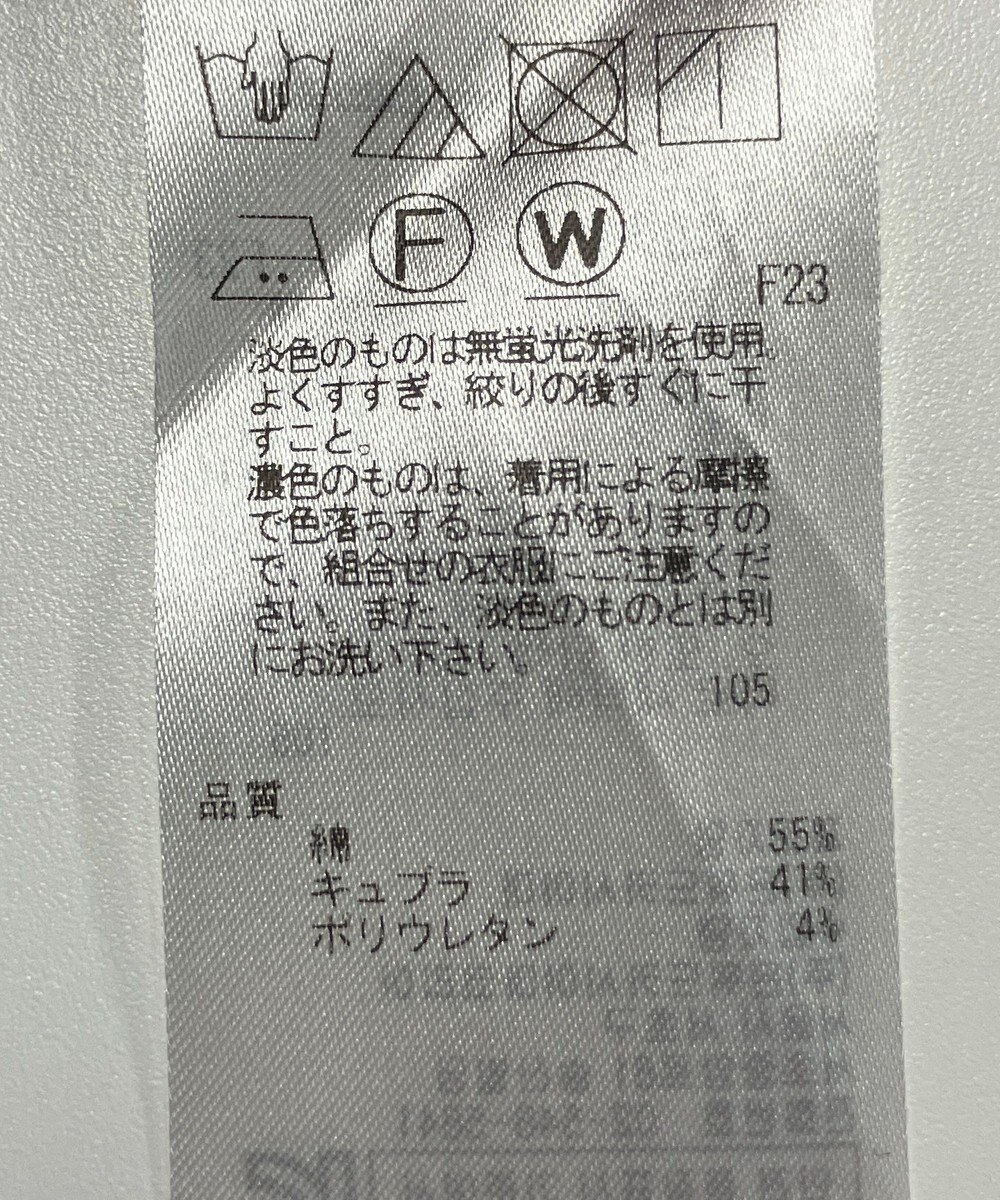 F W
F23
淡色のものは無蛍光洗剤を使用。
よくすすぎ、絞りの後すぐに干
すこと。
濃色のものは、着用による摩擦
で色落ちすることがありますの
で、組合せの衣服にご注意くだ
さい。また、淡色のものとは別
にお洗い下さい。
105
品質
綿 55%
キュプラ 41%
ポリウレタン 4%